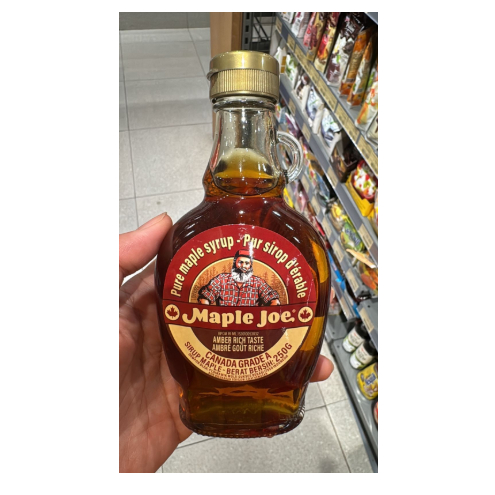 Pure maple syrup - Pur sirop d'érable
Maple Joe
AMBER RICH TASTE
AMBRÉ GOÛT RICHE
CANADA GRADE A
SIRUP MAPLE - BERAT BERSIH: 250G